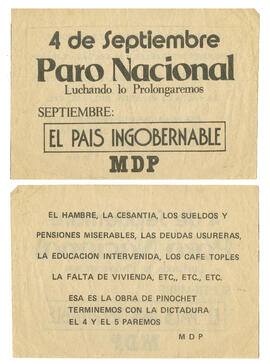 4 de Septiembre
Paro Nacional
Luchando lo Prolongaremos
SEPTIEMBRE:
EL PAIS INGOBERNABLE
MDP
EL HAMBRE, LA CESANTIA, LOS SUELDOS Y
PENSIONES MISERABLES, LAS DEUDAS USURERAS,
LA EDUCACION INTERVENIDA, LOS CAFE TOPLES
LA FALTA DE VIVIENDA, ETC,, ETC., ETC.
ESA ES LA OBRA DE PINOCHET
TERMINEMOS CON LA DICTADURA
EL 4 Y EL 5 PAREMOS
M D P